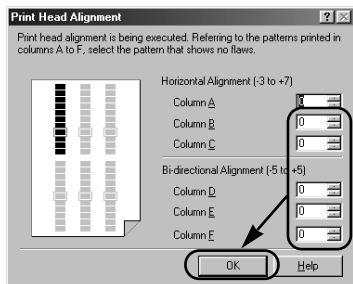 Print Head Alignment
Print head alignment is being executed. Referring to the patterns printed in
columns A to F, select the pattern that shows no flaws.
Horizontal Alignment (-3 to +7)
Column A 0
Column B 0
Column C 0
Bi-directional Alignment (-5 to +5)
Column D 0
Column E 0
Column F 0
OK Help